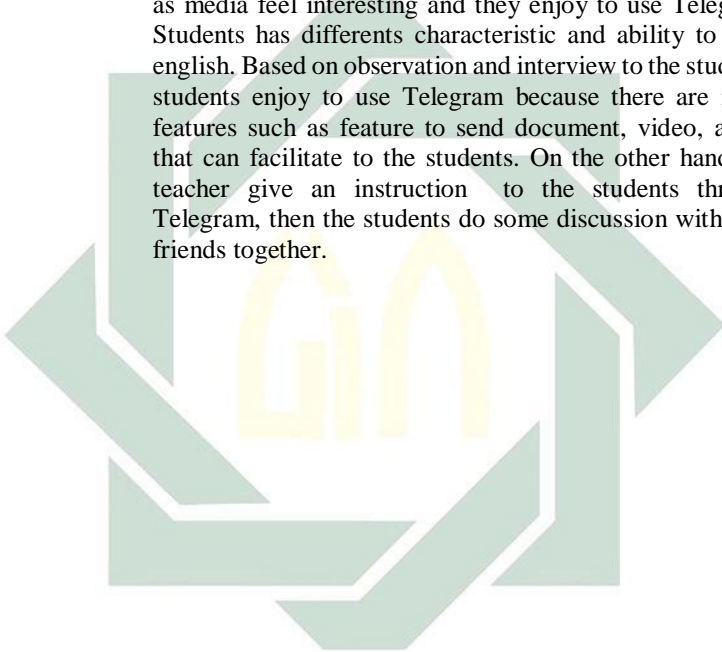 as media feel interesting and they enjoy to use
Students has differents characteristic and ability to
english. Based on observation and interview to the
students enjoy to use Telegram because there are
features such as feature to send document, video,
that can facilitate to the students. On the other
teacher give an instruction to the students
Telegram, then the students do some discussion with
friends together.